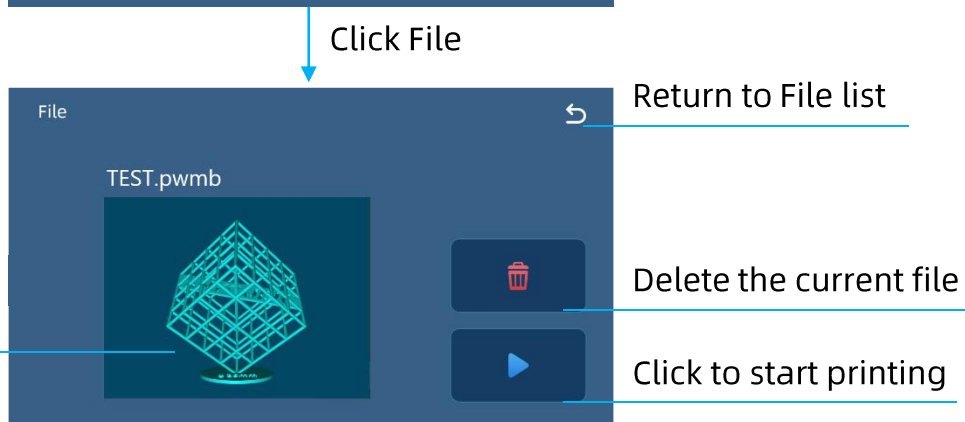 Click File
File
Return to File list
TEST.pwmb
Delete the current file
Click to start printing